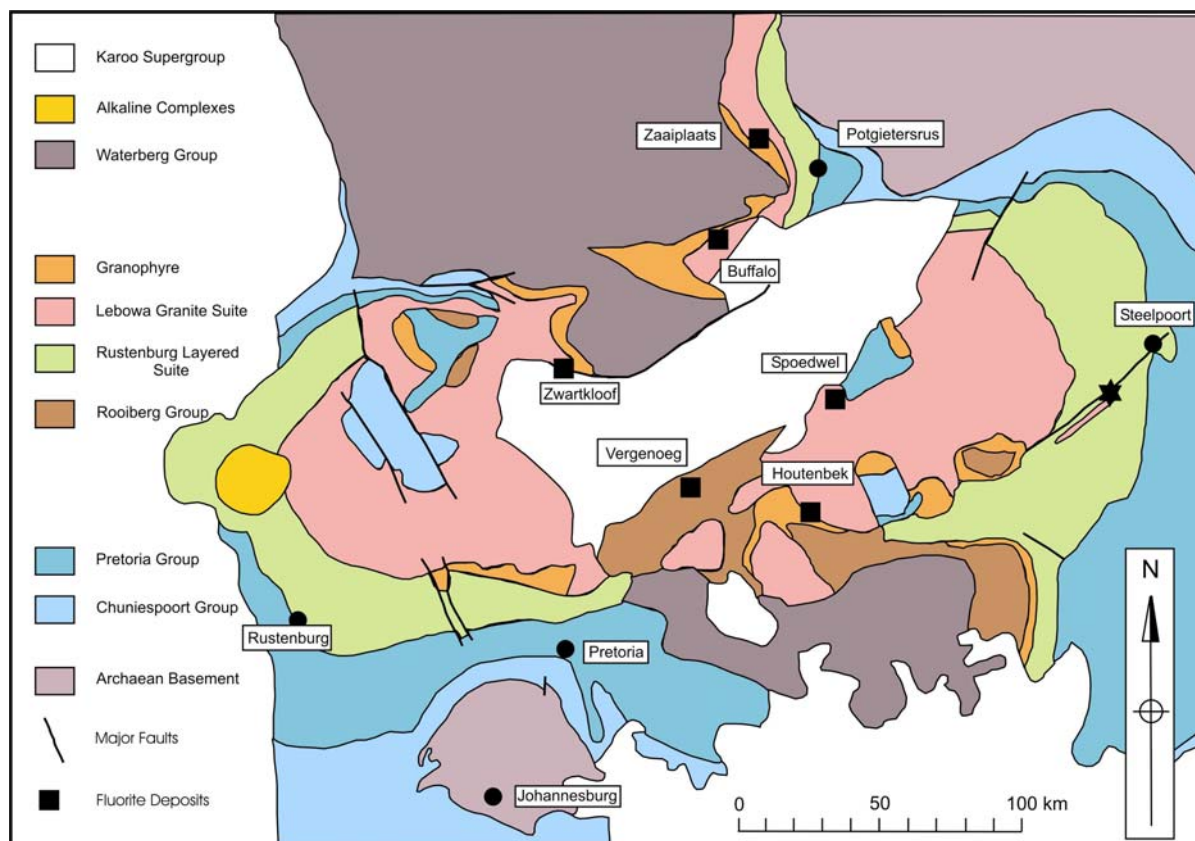 Karoo Supergroup
Alkaline Complexes
Waterberg Group
Granophyre
Lebowa Granite Suite
Rustenburg Layered
Suite
Rooiberg Group
Pretoria Group
Chuniespoort Group
Archaean Basement
Major Faults
Fluorite Deposits
Zaaiplaats
Potgietersrus
Buffalo
Steelpoort
Spoedwel
Zwartkloof
Vergenoeg
Houtenbek
Rustenburg
Pretoria
Johannesburg
N
0 50 100 km